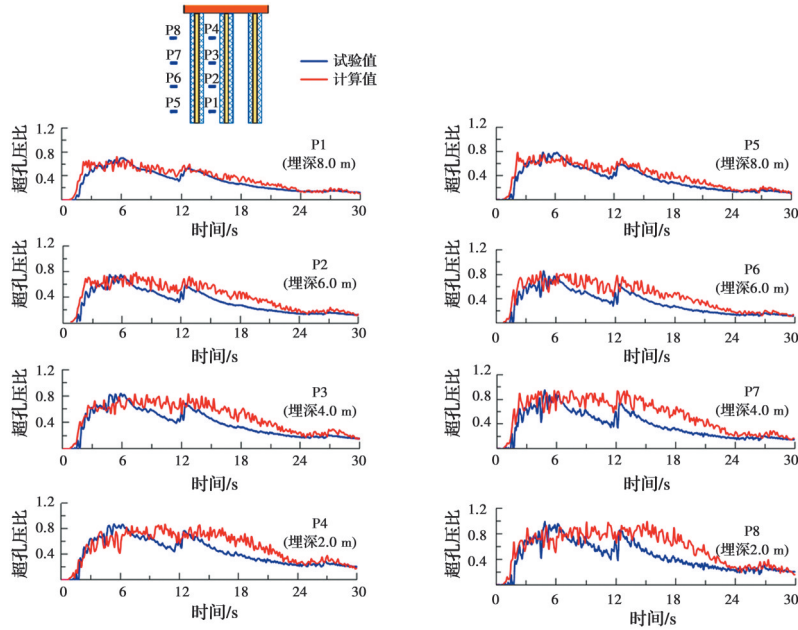 P8 P4
P7 P3
P6 P2
P5 P1
试验值
计算值
超孔压比
1.2
0.8
0.4
P1
(埋深8.0 m)
0 6 12 18 24 30
时间/s
超孔压比
1.2
0.8
0.4
P5
(埋深8.0 m)
0 6 12 18 24 30
时间/s
超孔压比
1.2
0.8
0.4
P2
(埋深6.0 m)
0 6 12 18 24 30
时间/s
超孔压比
1.2
0.8
0.4
P6
(埋深6.0 m)
0 6 12 18 24 30
时间/s
超孔压比
1.2
0.8
0.4
P3
(埋深4.0 m)
0 6 12 18 24 30
时间/s
超孔压比
1.2
0.8
0.4
P7
(埋深4.0 m)
0 6 12 18 24 30
时间/s
超孔压比
1.2
0.8
0.4
P4
(埋深2.0 m)
0 6 12 18 24 30
时间/s
超孔压比
1.2
0.8
0.4
P8
(埋深2.0 m)
0 6 12 18 24 30
时间/s